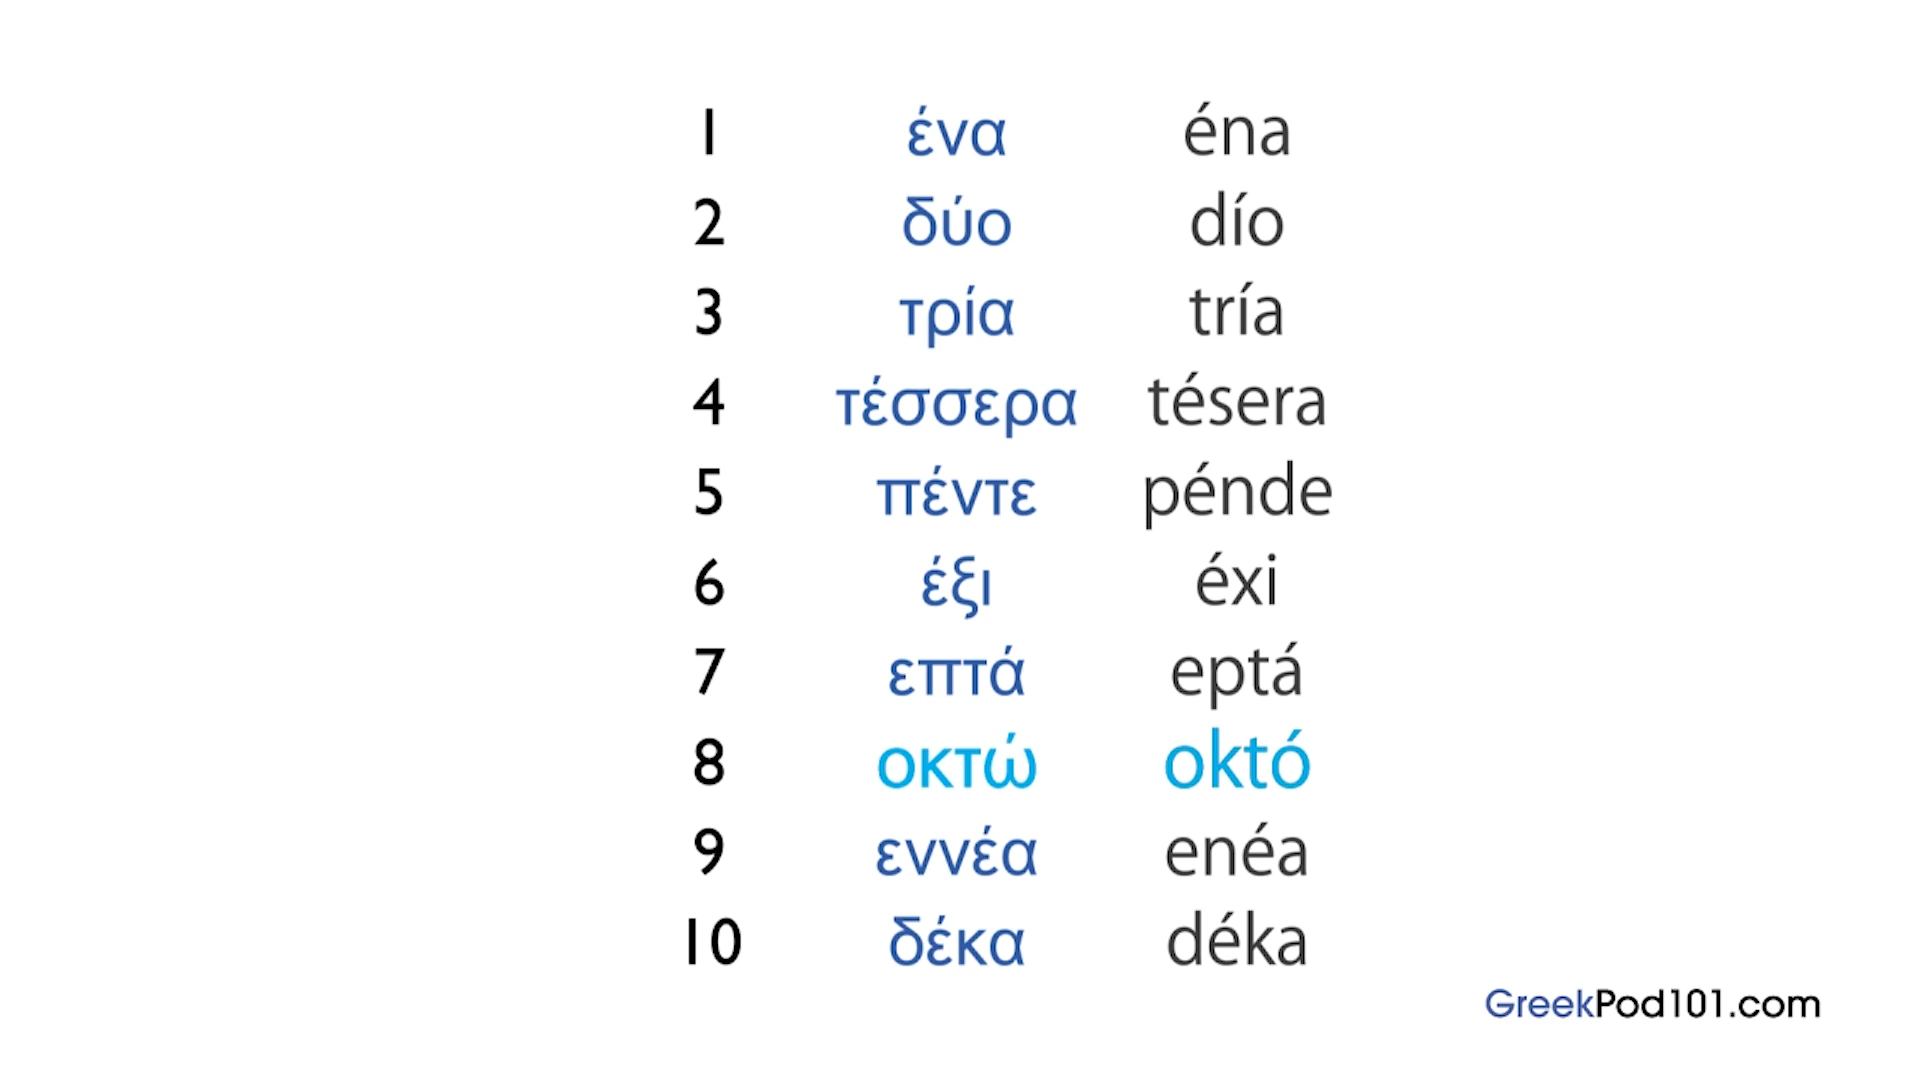 1 ένα éna
2 δύο dío
3 τρία tría
4 τέσσερα tésera
5 πέντε pénde
6 έξι éxi
7 επτά eptá
8 οκτώ októ
9 εννέα enéa
10 δέκα déka
GreekPod101.com